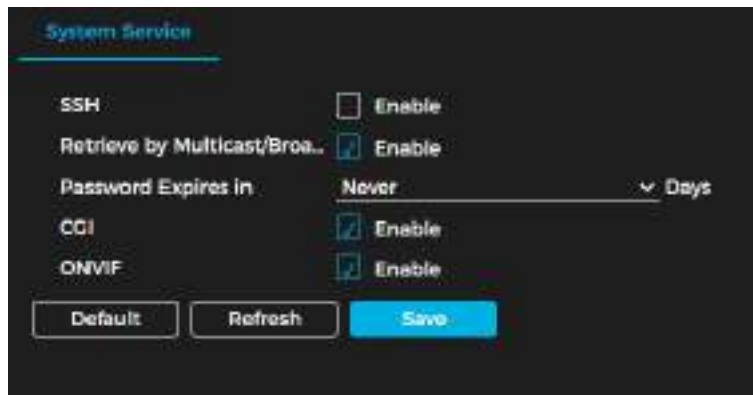 System Service
SSH Enable
Retrieve by Multicast/Broa... Enable
Password Expires in Never Days
CGI Enable
ONVIF Enable
Default Refresh Save